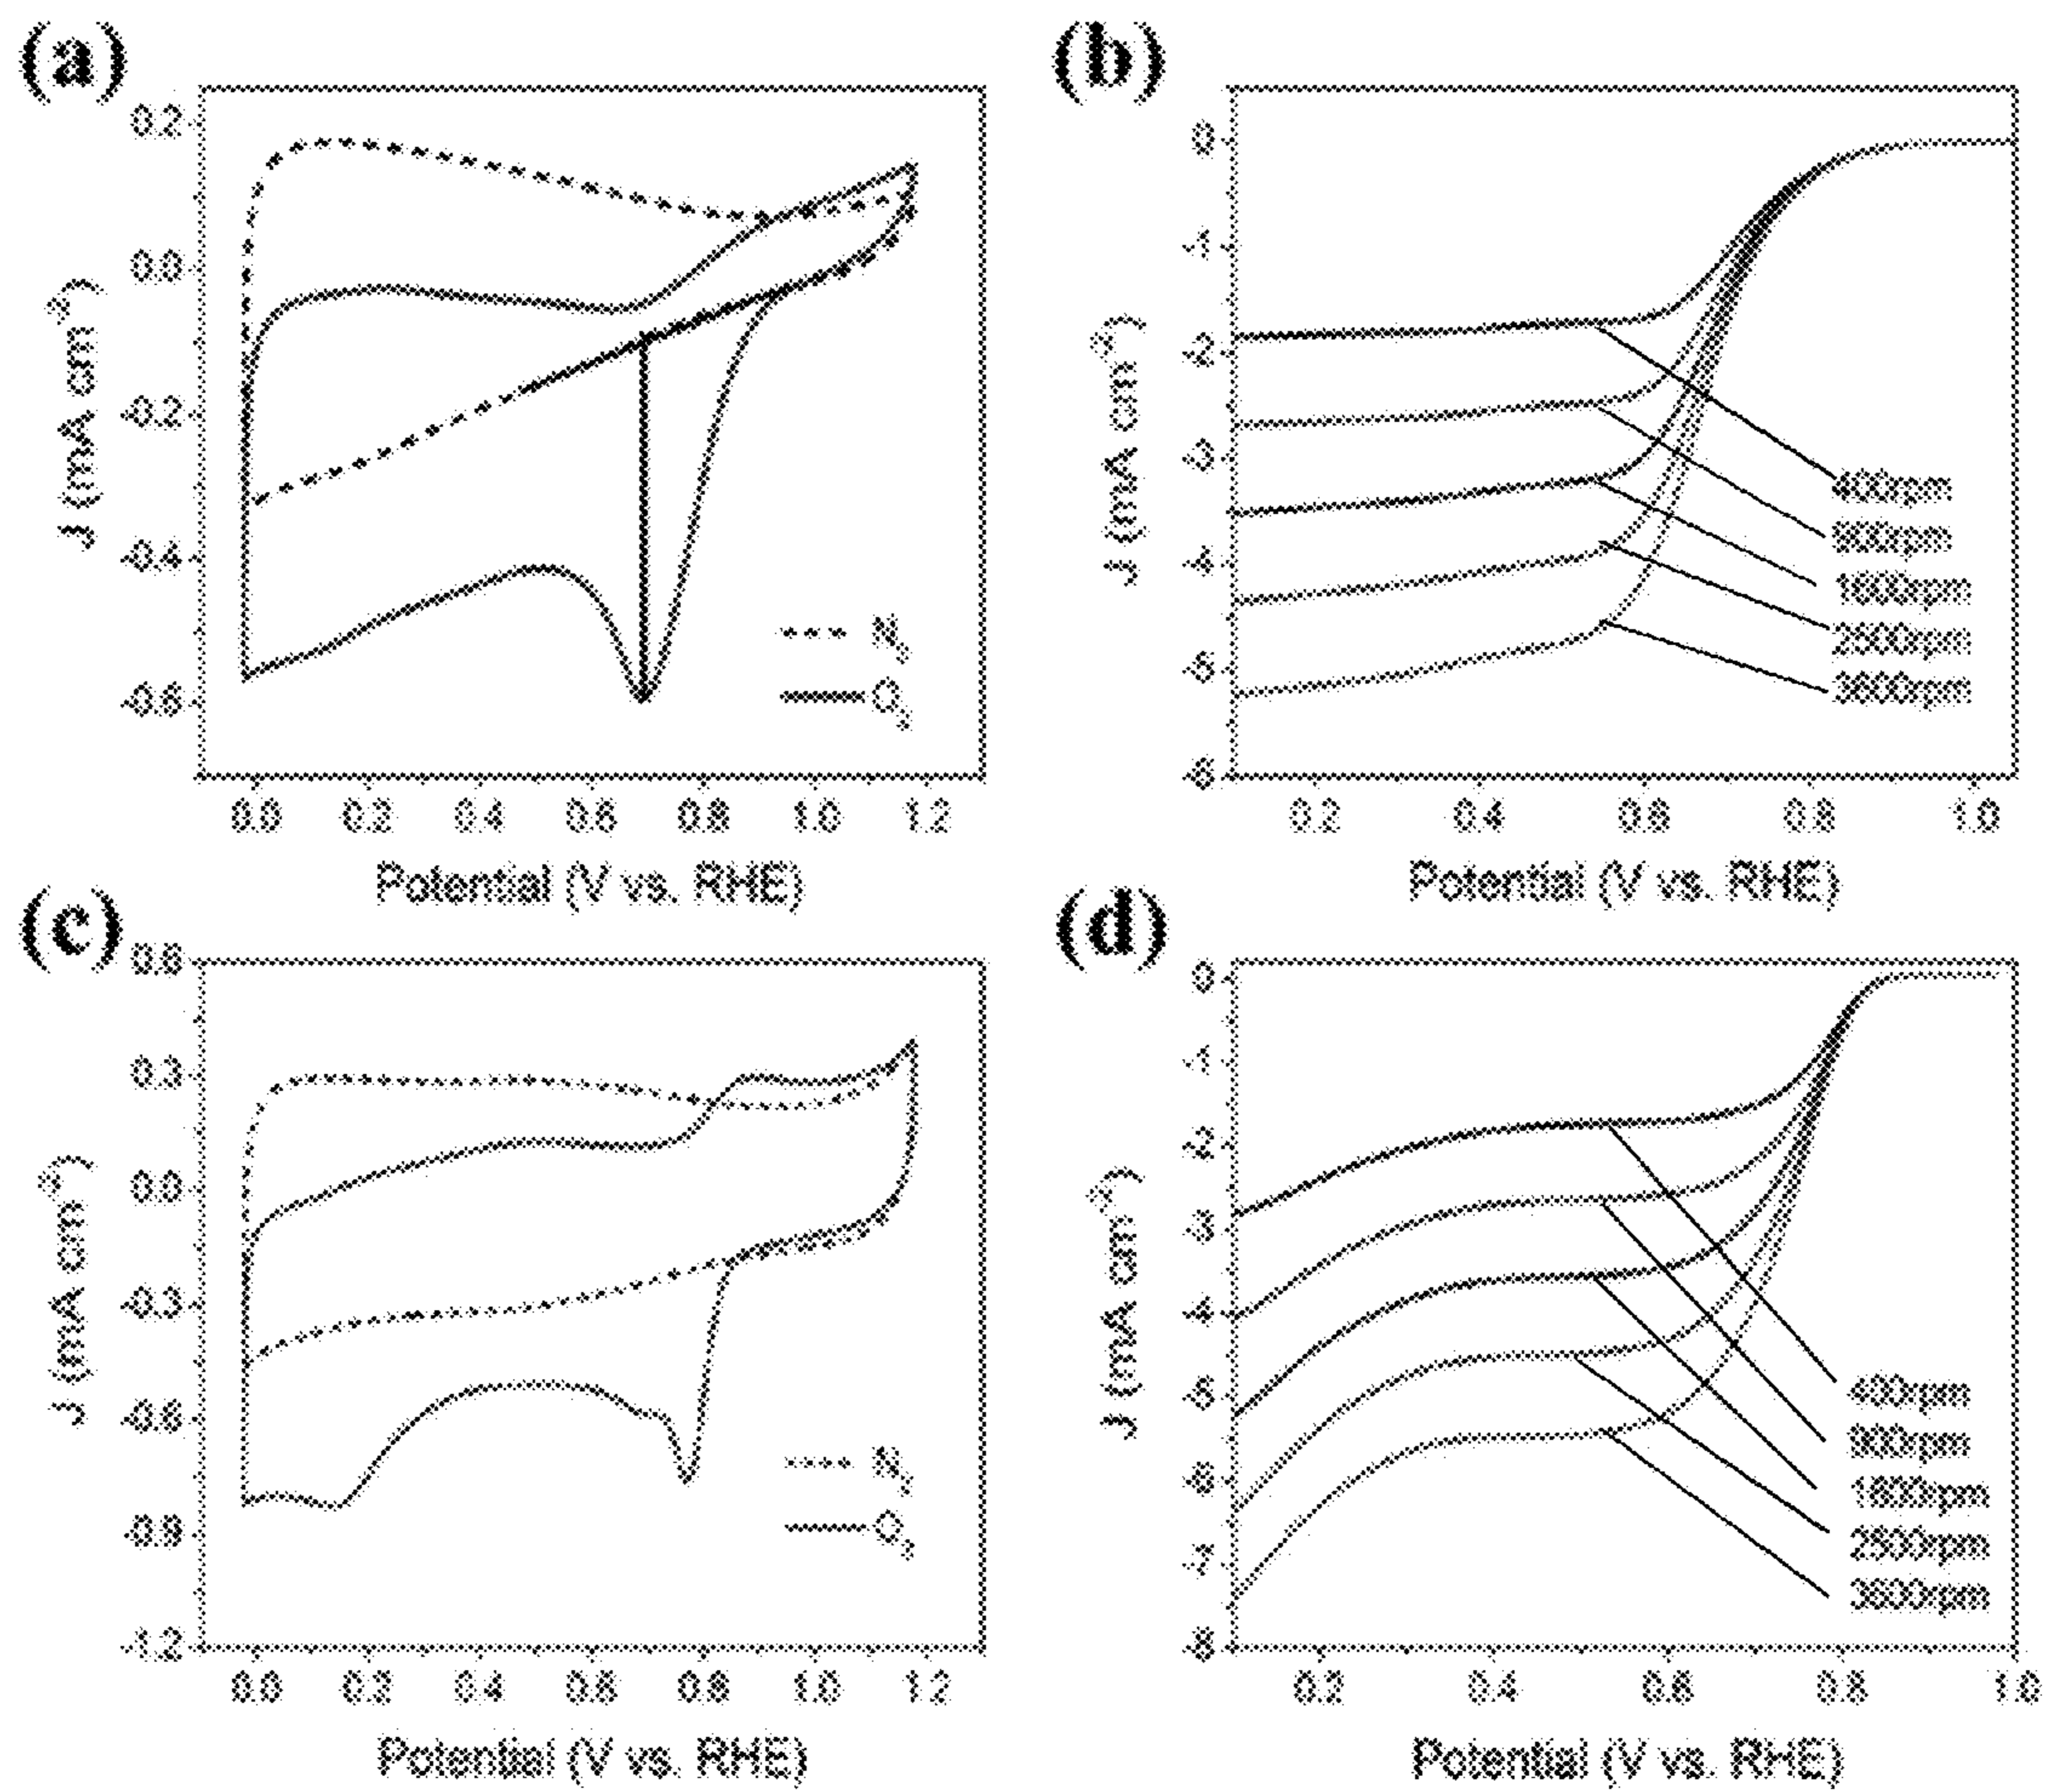 (a)
0.2
0.0
-0.2
-0.4
-0.6
J (mA cm⁻²)
N₂
O₂
0.0 0.2 0.4 0.6 0.8 1.0 1.2
Potential (V vs. RHE)
(b)
0
-1
-2
-3
-4
-5
-6
J (mA cm⁻²)
400rpm
900rpm
1600rpm
2500rpm
3600rpm
0.2 0.4 0.6 0.8 1.0
Potential (V vs. RHE)
(c)
0.6
0.3
0.0
-0.3
-0.6
-0.9
-1.2
J (mA cm⁻²)
N₂
O₂
0.0 0.2 0.4 0.6 0.8 1.0 1.2
Potential (V vs. RHE)
(d)
0
-1
-2
-3
-4
-5
-6
-7
-8
J (mA cm⁻²)
400rpm
900rpm
1600rpm
2500rpm
3600rpm
0.2 0.4 0.6 0.8 1.0
Potential (V vs. RHE)